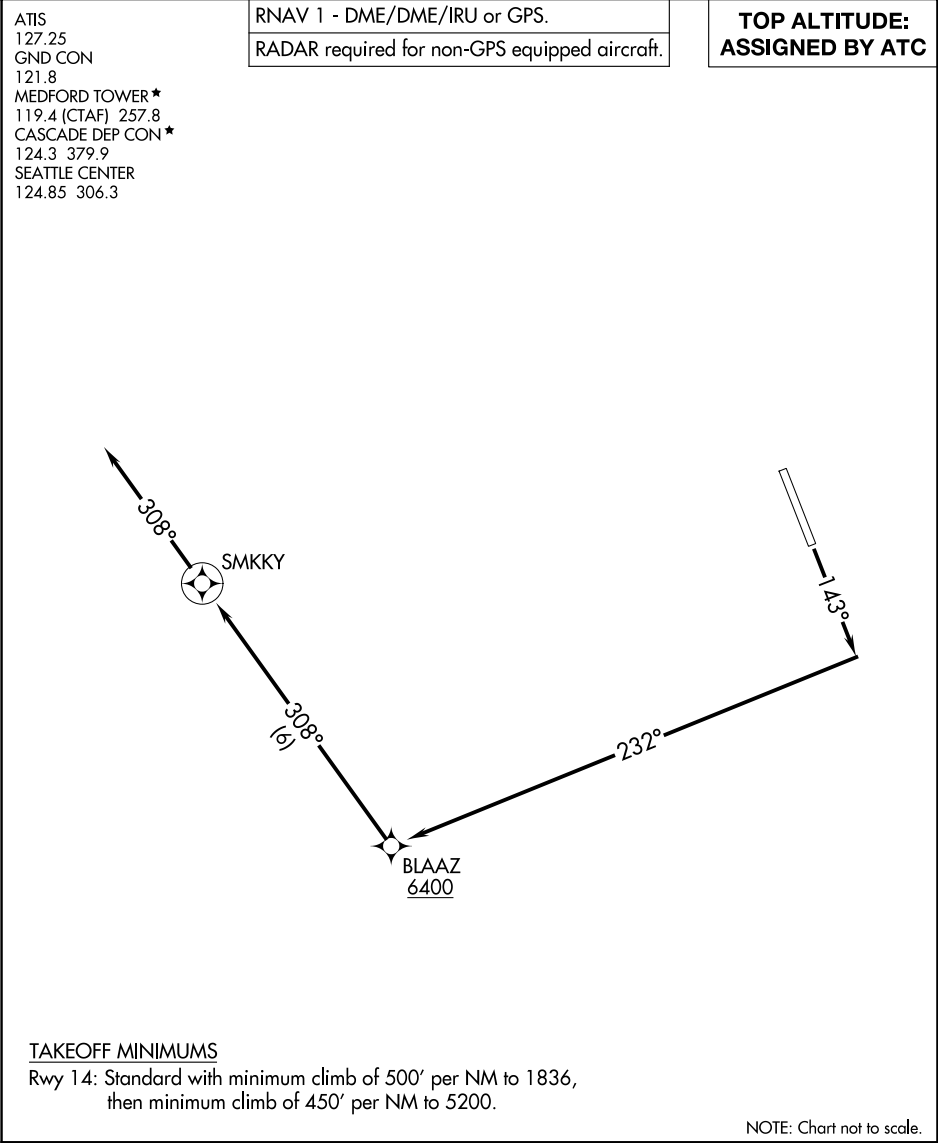 ATIS
127.25
GND CON
121.8
MEDFORD TOWER★
119.4 (CTAF) 257.8
CASCADE DEP CON★
124.3 379.9
SEATTLE CENTER
124.85 306.3
RNAV 1 - DME/DME/IRU or GPS.
RADAR required for non-GPS equipped aircraft.
TOP ALTITUDE:
ASSIGNED BY ATC
308°
SMKKY
143°
308°
(6)
232°
BLAAZ
6400
TAKEOFF MINIMUMS
Rwy 14: Standard with minimum climb of 500' per NM to 1836,
then minimum climb of 450' per NM to 5200.
NOTE: Chart not to scale.